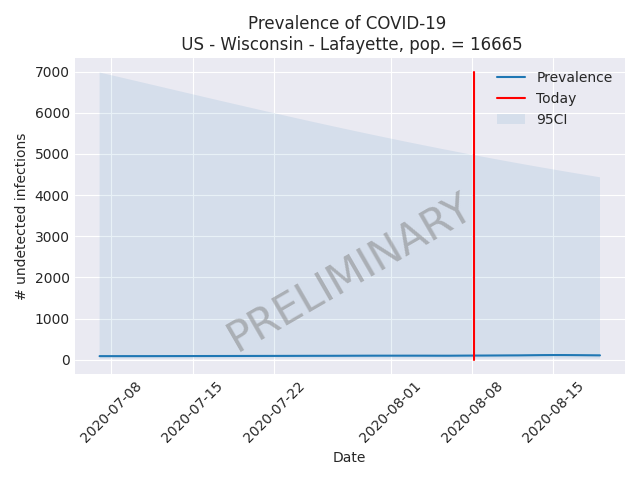 Prevalence of COVID-19
US - Wisconsin - Lafayette, pop. = 16665
# undetected infections
7000
6000
5000
4000
3000
2000
1000
0
Prevalence
Today
95CI
PRELIMINARY
2020-07-08
2020-07-15
2020-07-22
2020-08-01
2020-08-08
2020-08-15
Date